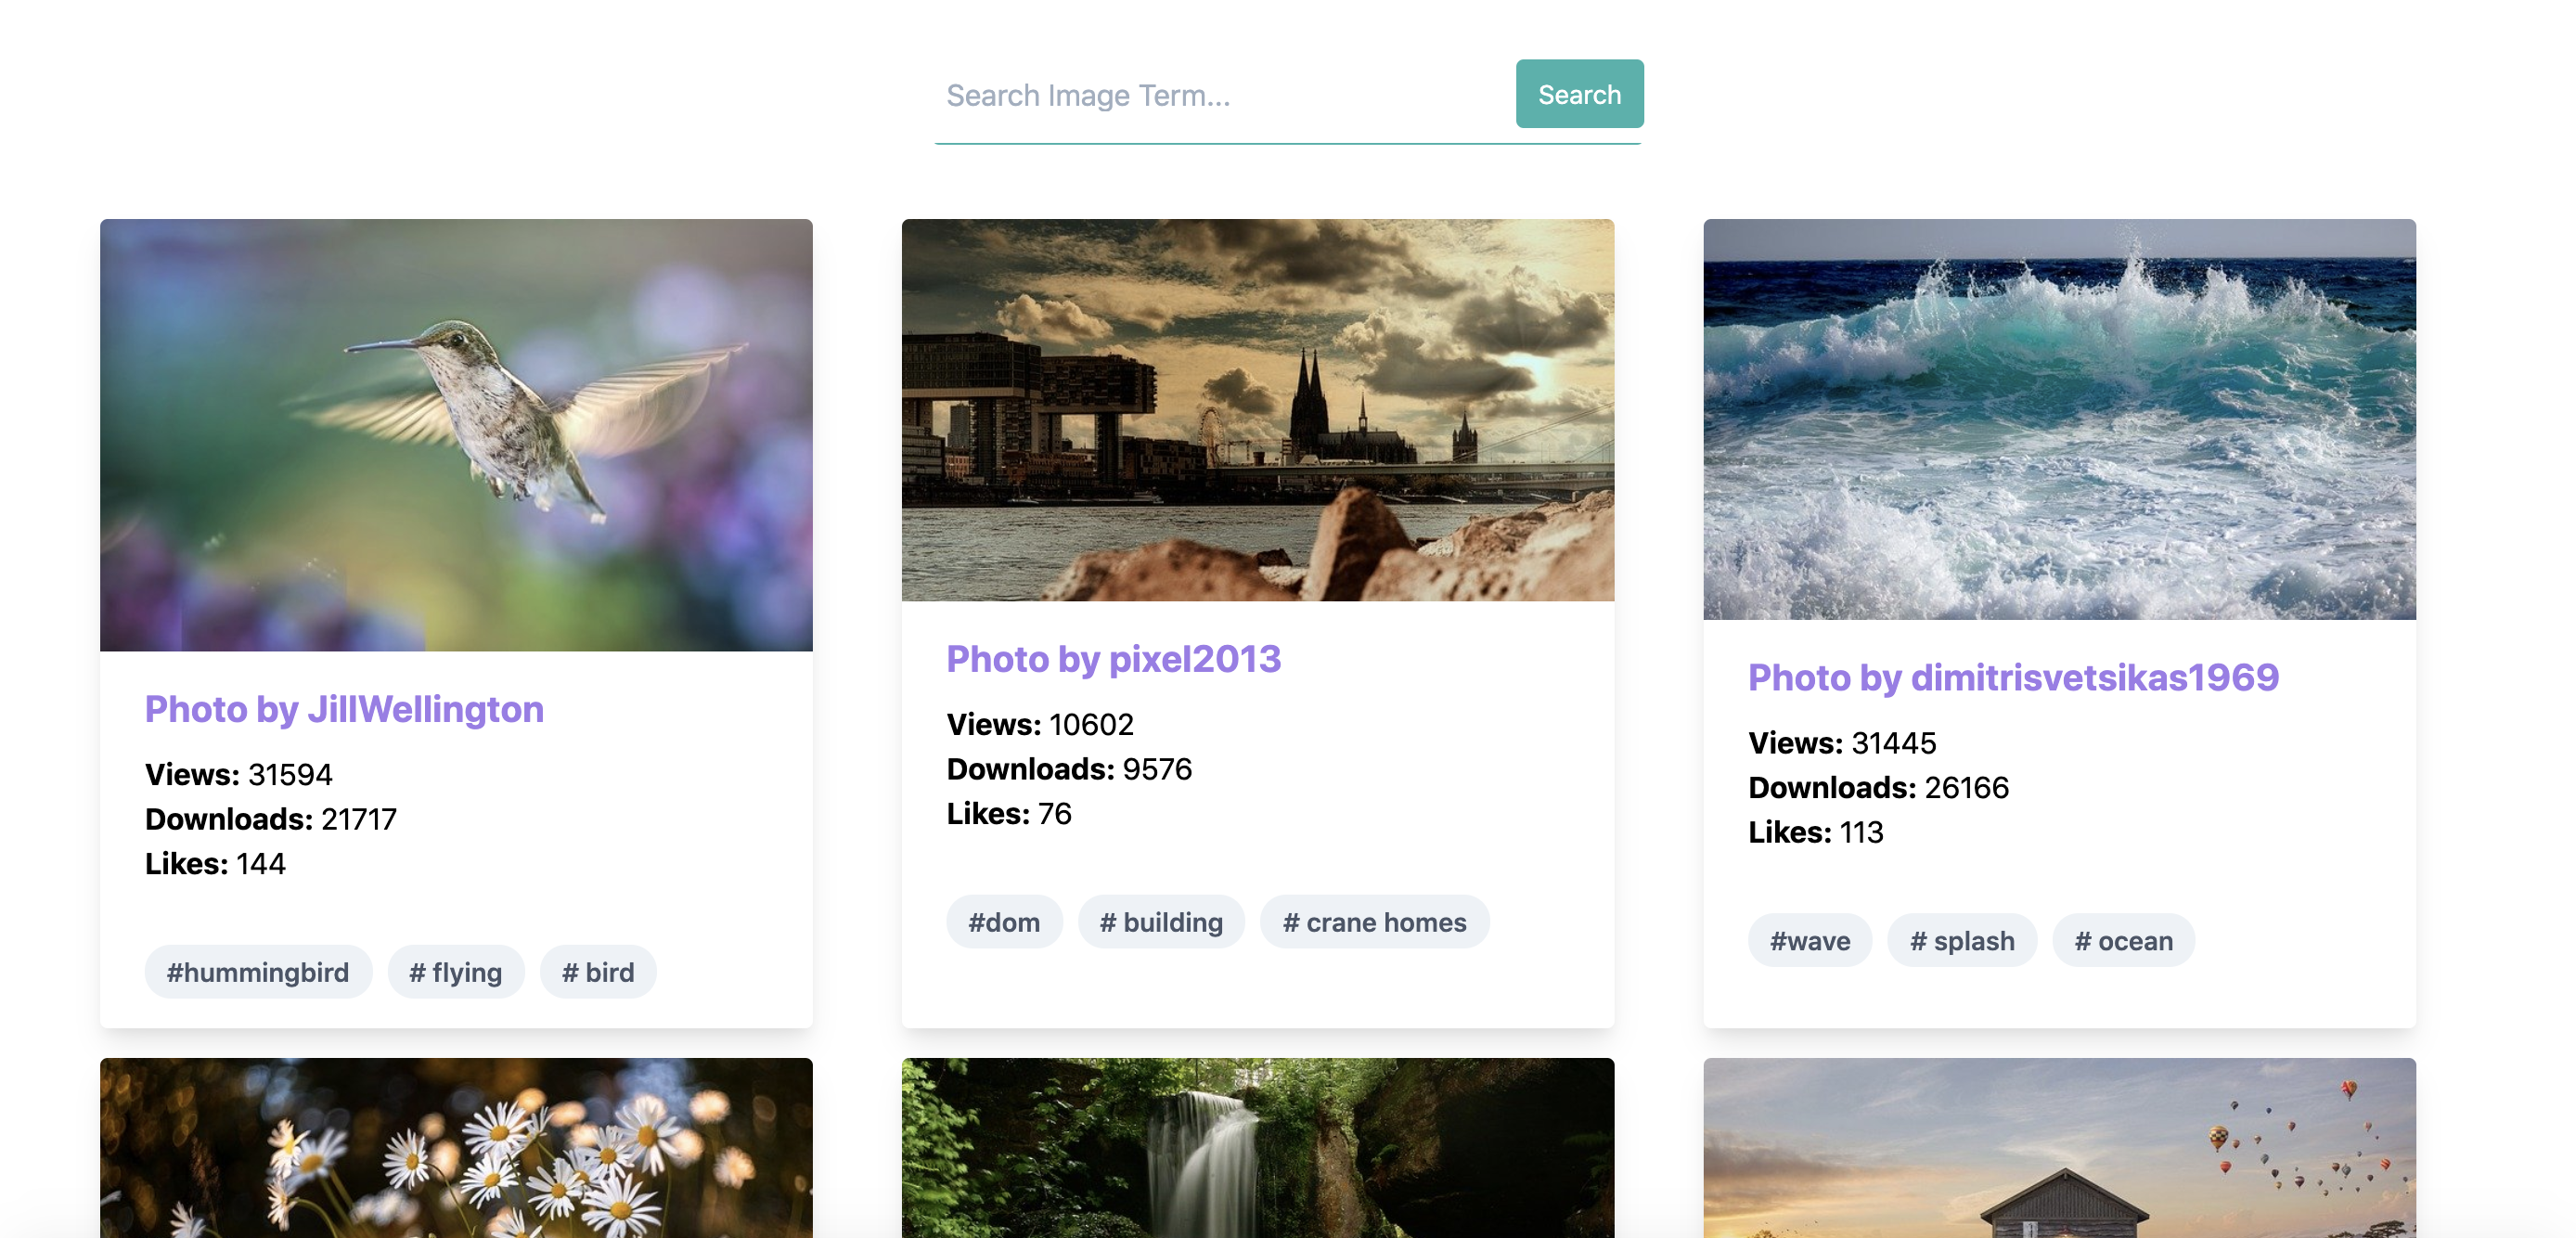 Search Image Term...
Search
Photo by JillWellington
Views: 31594
Downloads: 21717
Likes: 144
#hummingbird # flying # bird
Photo by pixel2013
Views: 10602
Downloads: 9576
Likes: 76
#dom # building # crane homes
Photo by dimitrisvetsikas1969
Views: 31445
Downloads: 26166
Likes: 113
#wave # splash # ocean